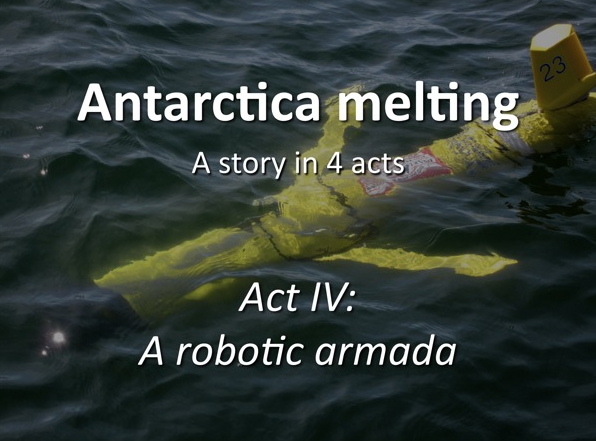 23
Antarctica melting
A story in 4 acts
Act IV:
A robotic armada